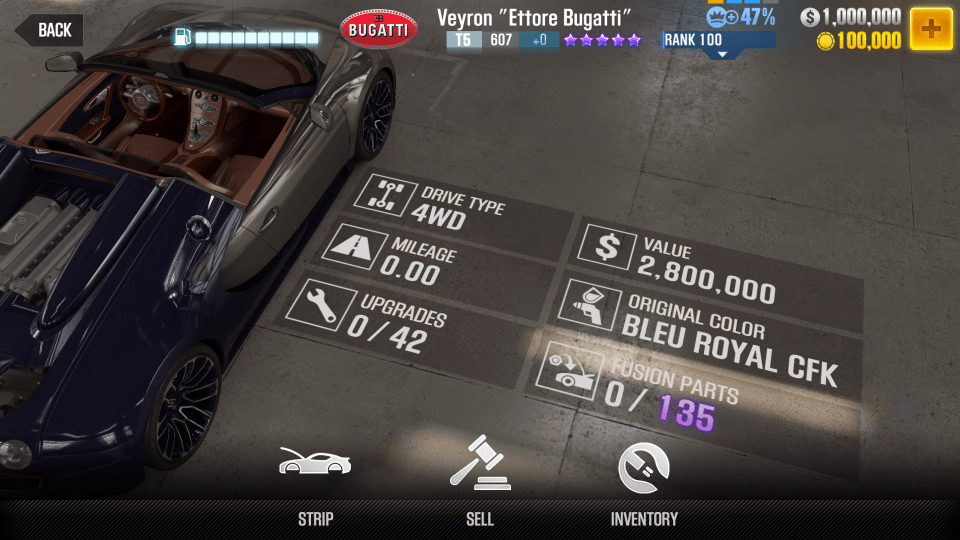 BACK
BUGATTI
Veyron "Ettore Bugatti"
T5 607 +0
47%
RANK 100
1,000,000
100,000
DRIVE TYPE
4WD
MILEAGE
0.00
UPGRADES
0/42
VALUE
2,800,000
ORIGINAL COLOR
BLEU ROYAL CFK
FUSION PARTS
0/135
STRIP
SELL
INVENTORY